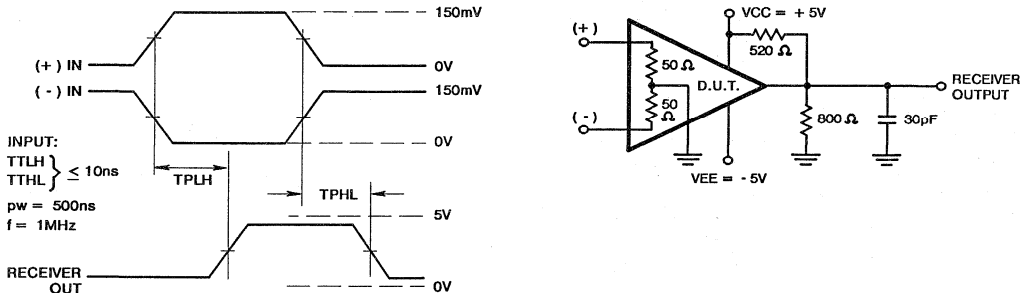 150mV
(+) IN
0V
(-) IN
150mV
0V
INPUT:
TTLH
TTHL
≤ 10ns
pw = 500ns
f = 1MHz
TPLH
TPHL
5V
RECEIVER
OUT
0V
VCC = + 5V
520 Ω
(+)
50 Ω
D.U.T.
50
Ω
(-)
RECEIVER
OUTPUT
800 Ω
30pF
VEE = - 5V